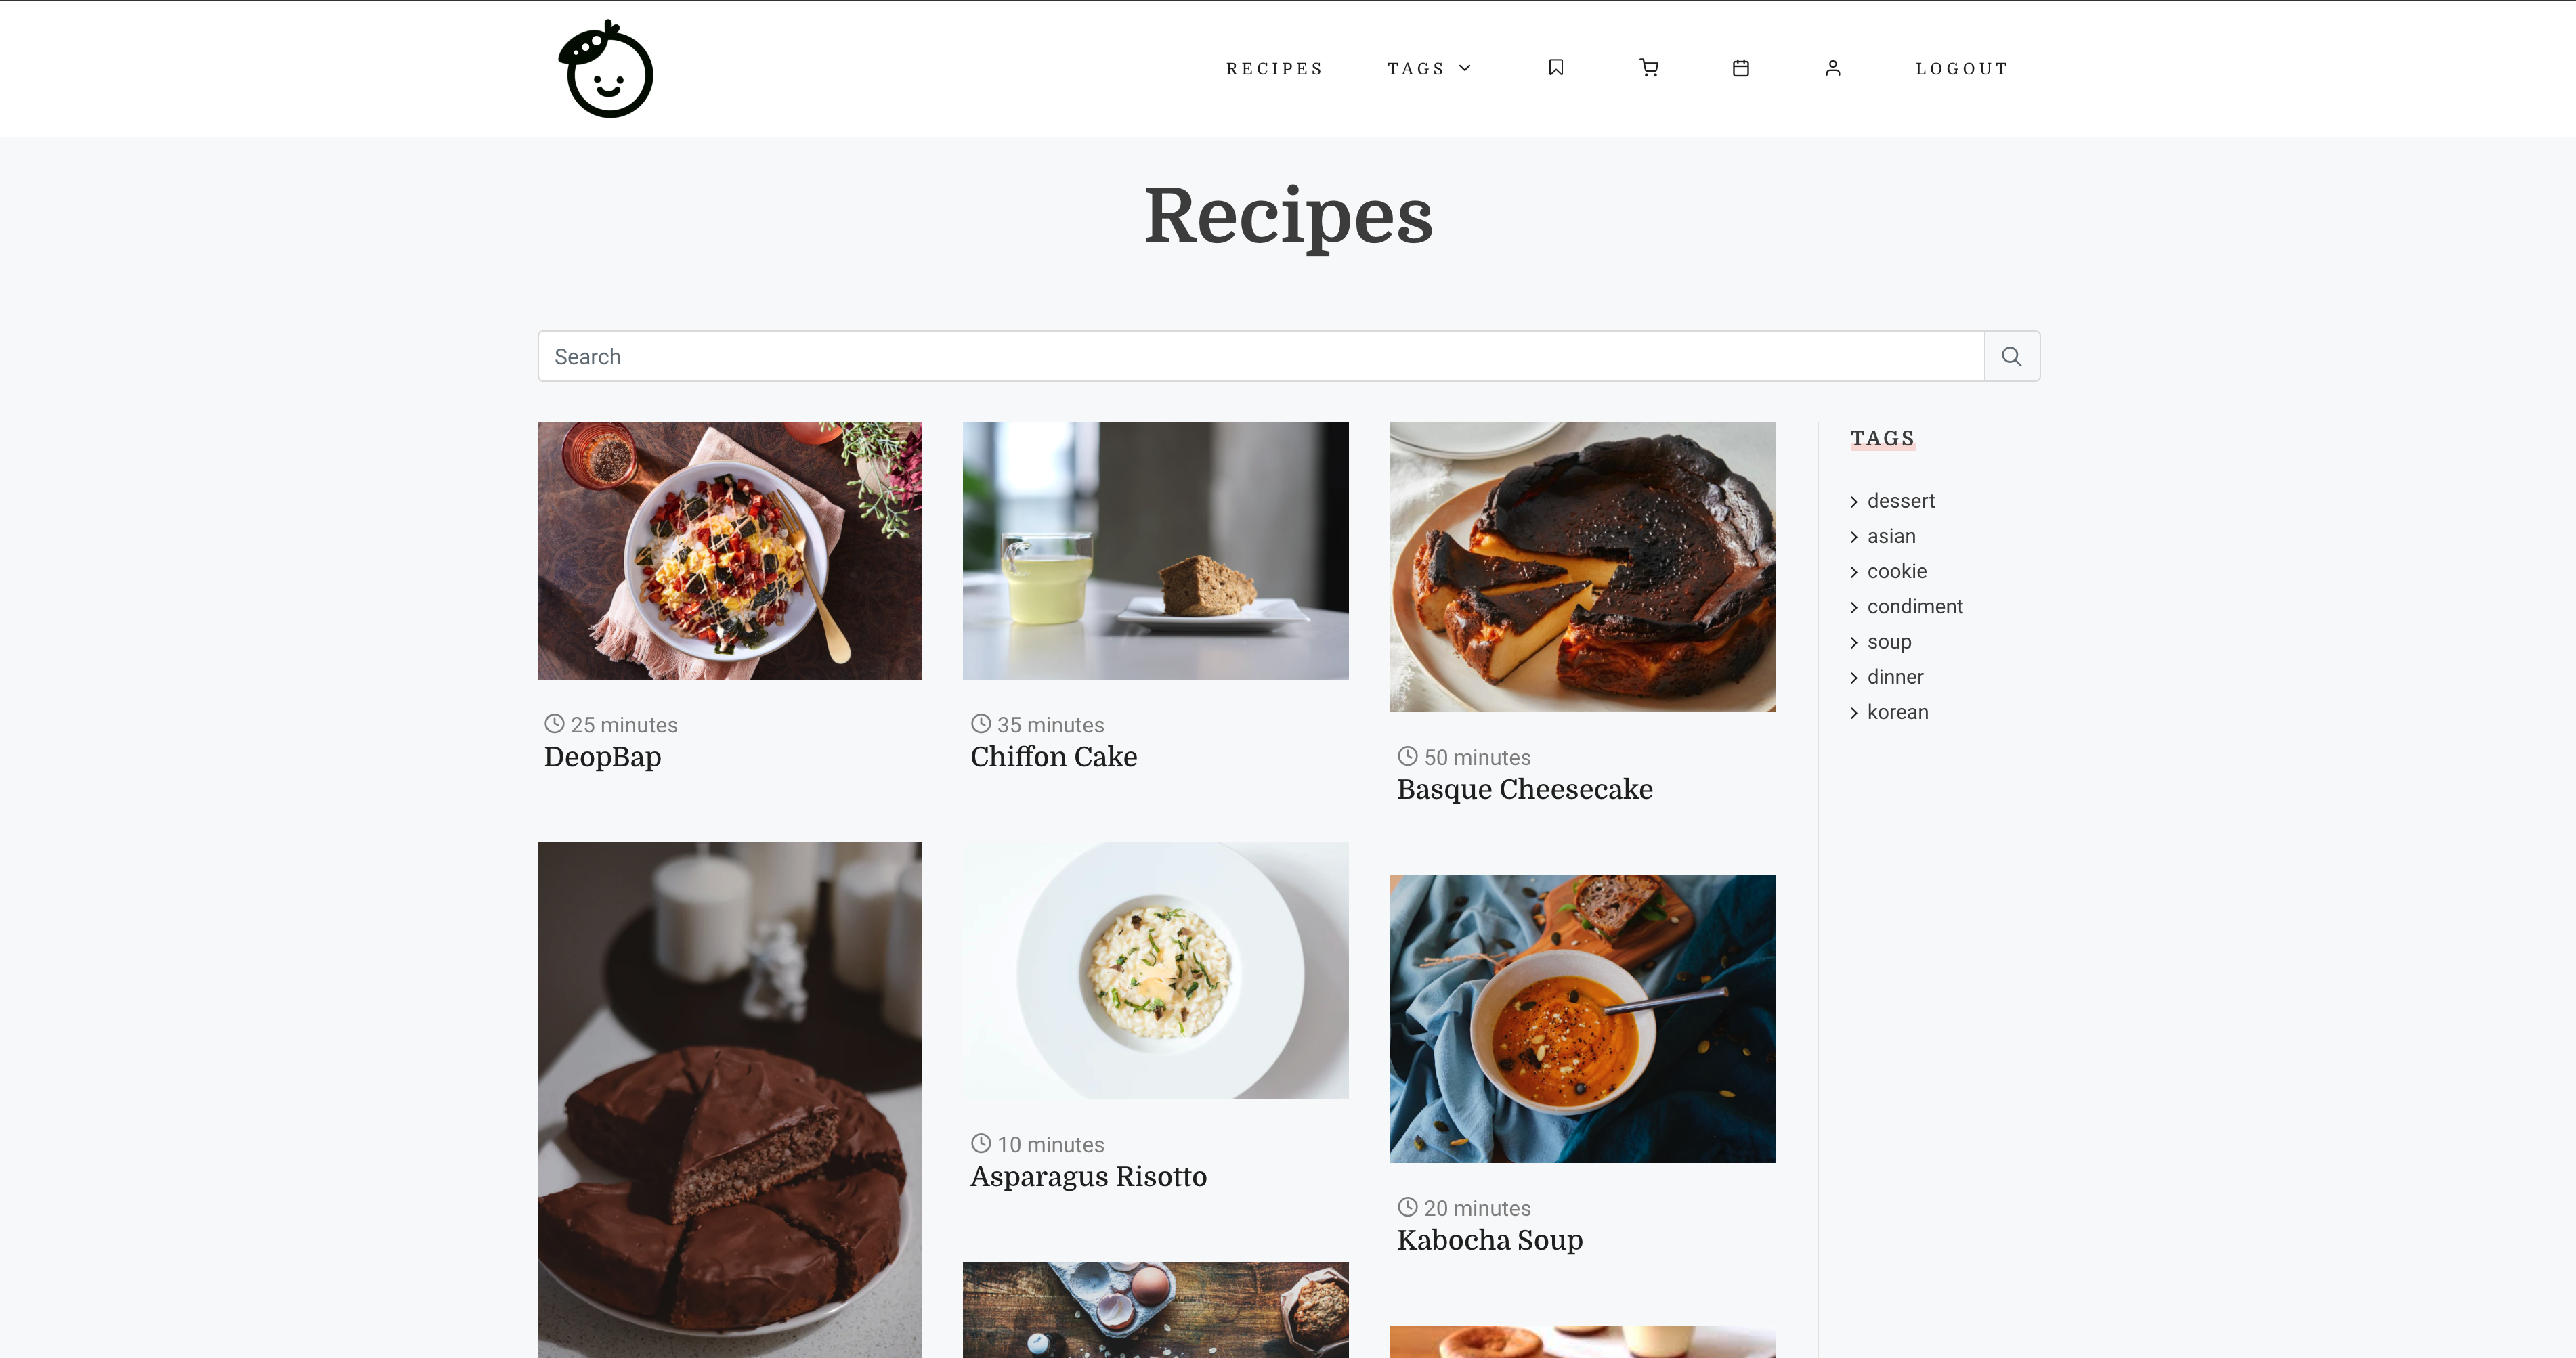 RECIPES TAGS LOGOUT
Recipes
Search
25 minutes
DeopBap
35 minutes
Chiffon Cake
50 minutes
Basque Cheesecake
10 minutes
Asparagus Risotto
20 minutes
Kabocha Soup
TAGS
dessert
asian
cookie
condiment
soup
dinner
korean